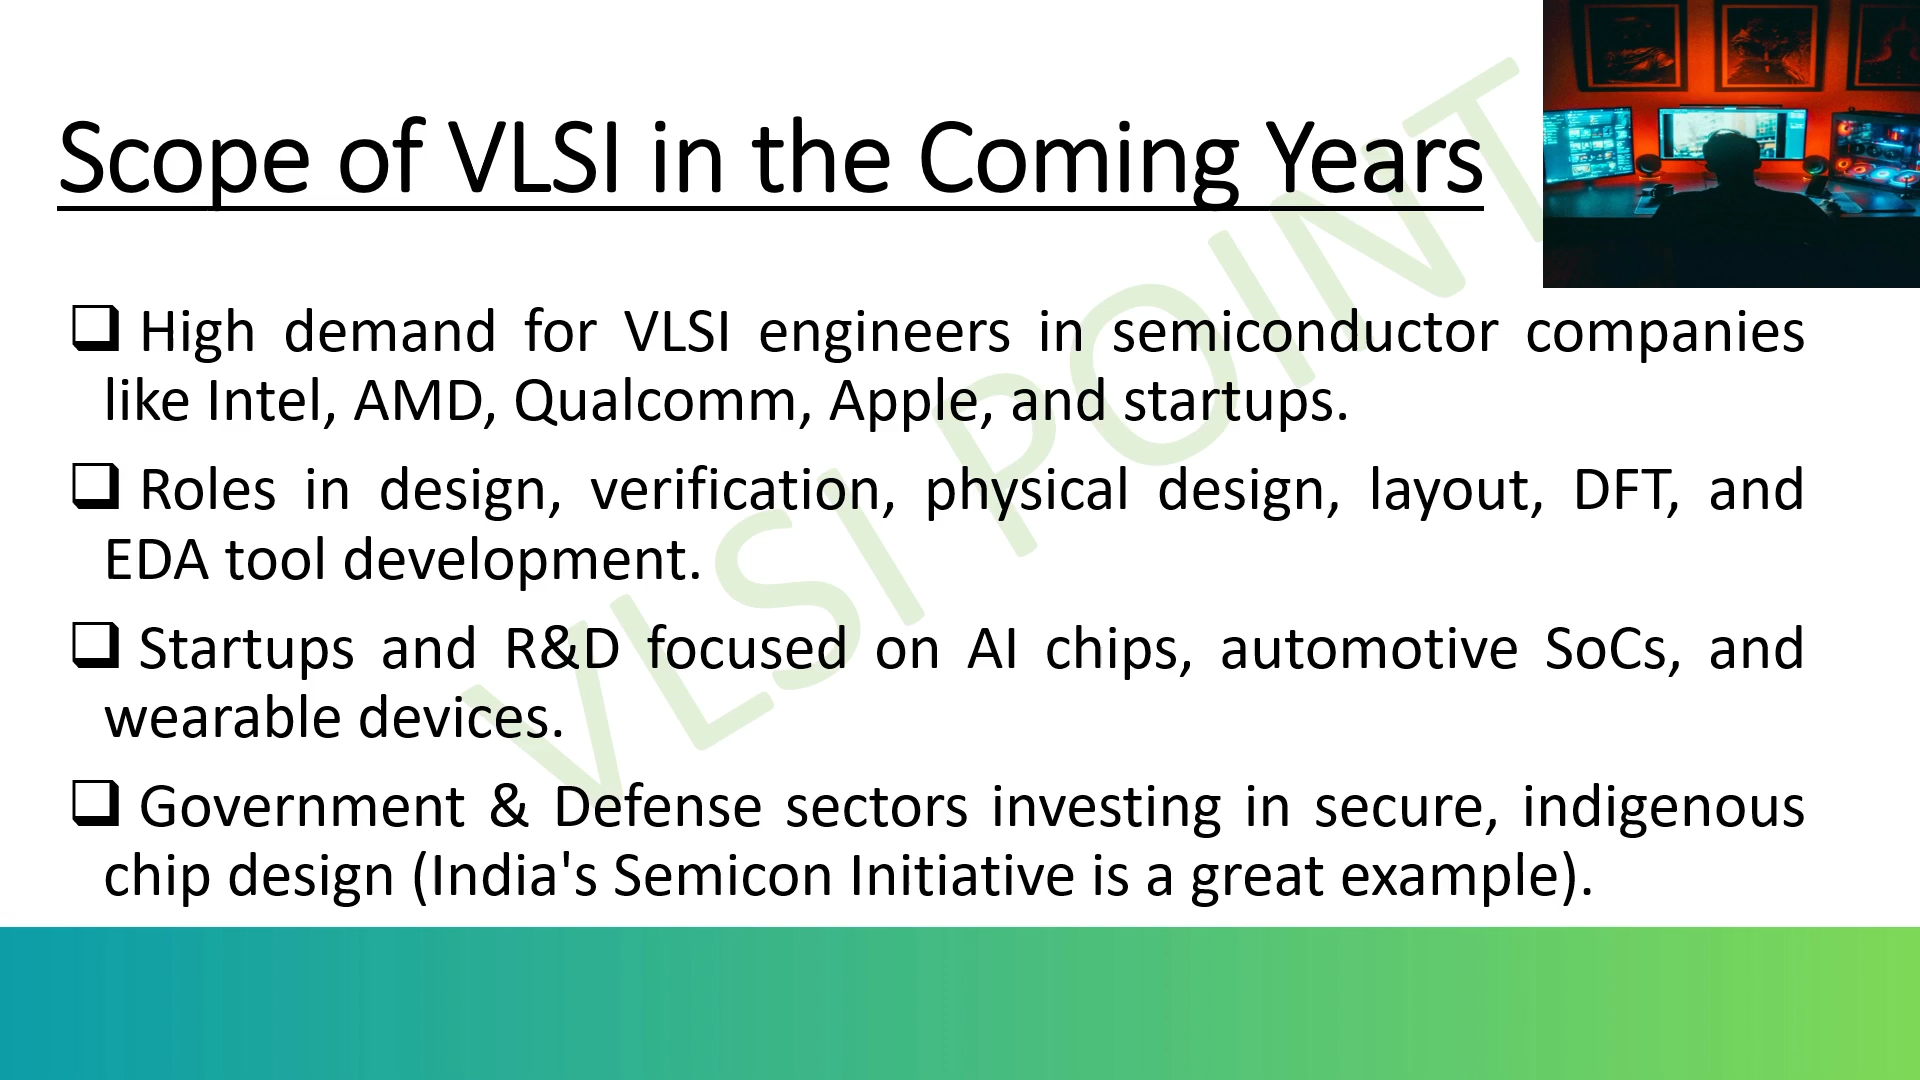 Scope of VLSI in the Coming Years
High demand for VLSI engineers in semiconductor companies
like Intel, AMD, Qualcomm, Apple, and startups.
Roles in design, verification, physical design, layout, DFT, and
EDA tool development.
Startups and R&D focused on AI chips, automotive SoCs, and
wearable devices.
Government & Defense sectors investing in secure, indigenous
chip design (India's Semicon Initiative is a great example).
VLSI POINT